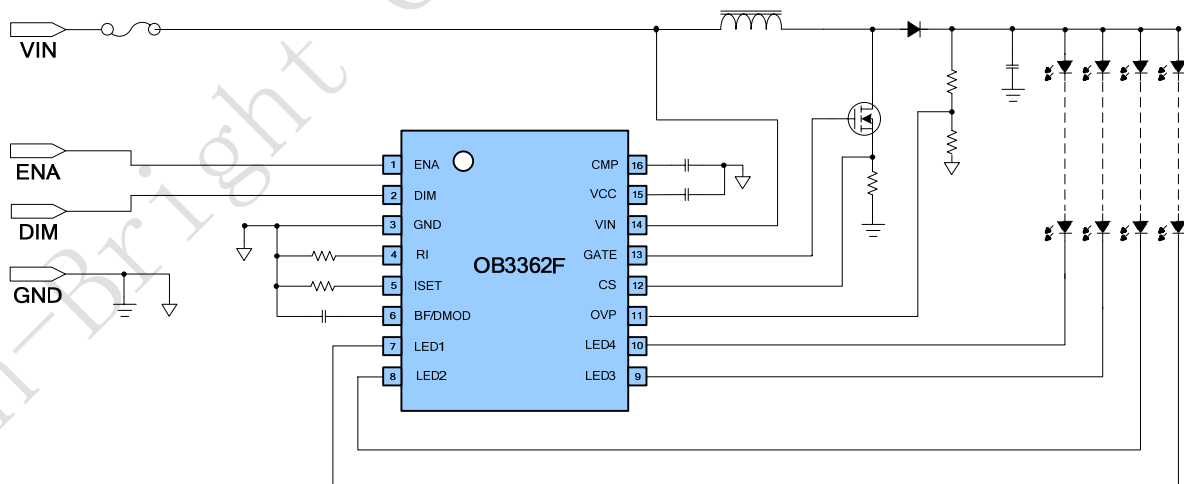 VIN
ENA
DIM
GND
OB3362F
1 ENA
2 DIM
3 GND
4 RI
5 ISET
6 BF/DMOD
7 LED1
8 LED2
CMP 16
VCC 15
VIN 14
GATE 13
CS 12
OVP 11
LED4 10
LED3 9
n-Bright